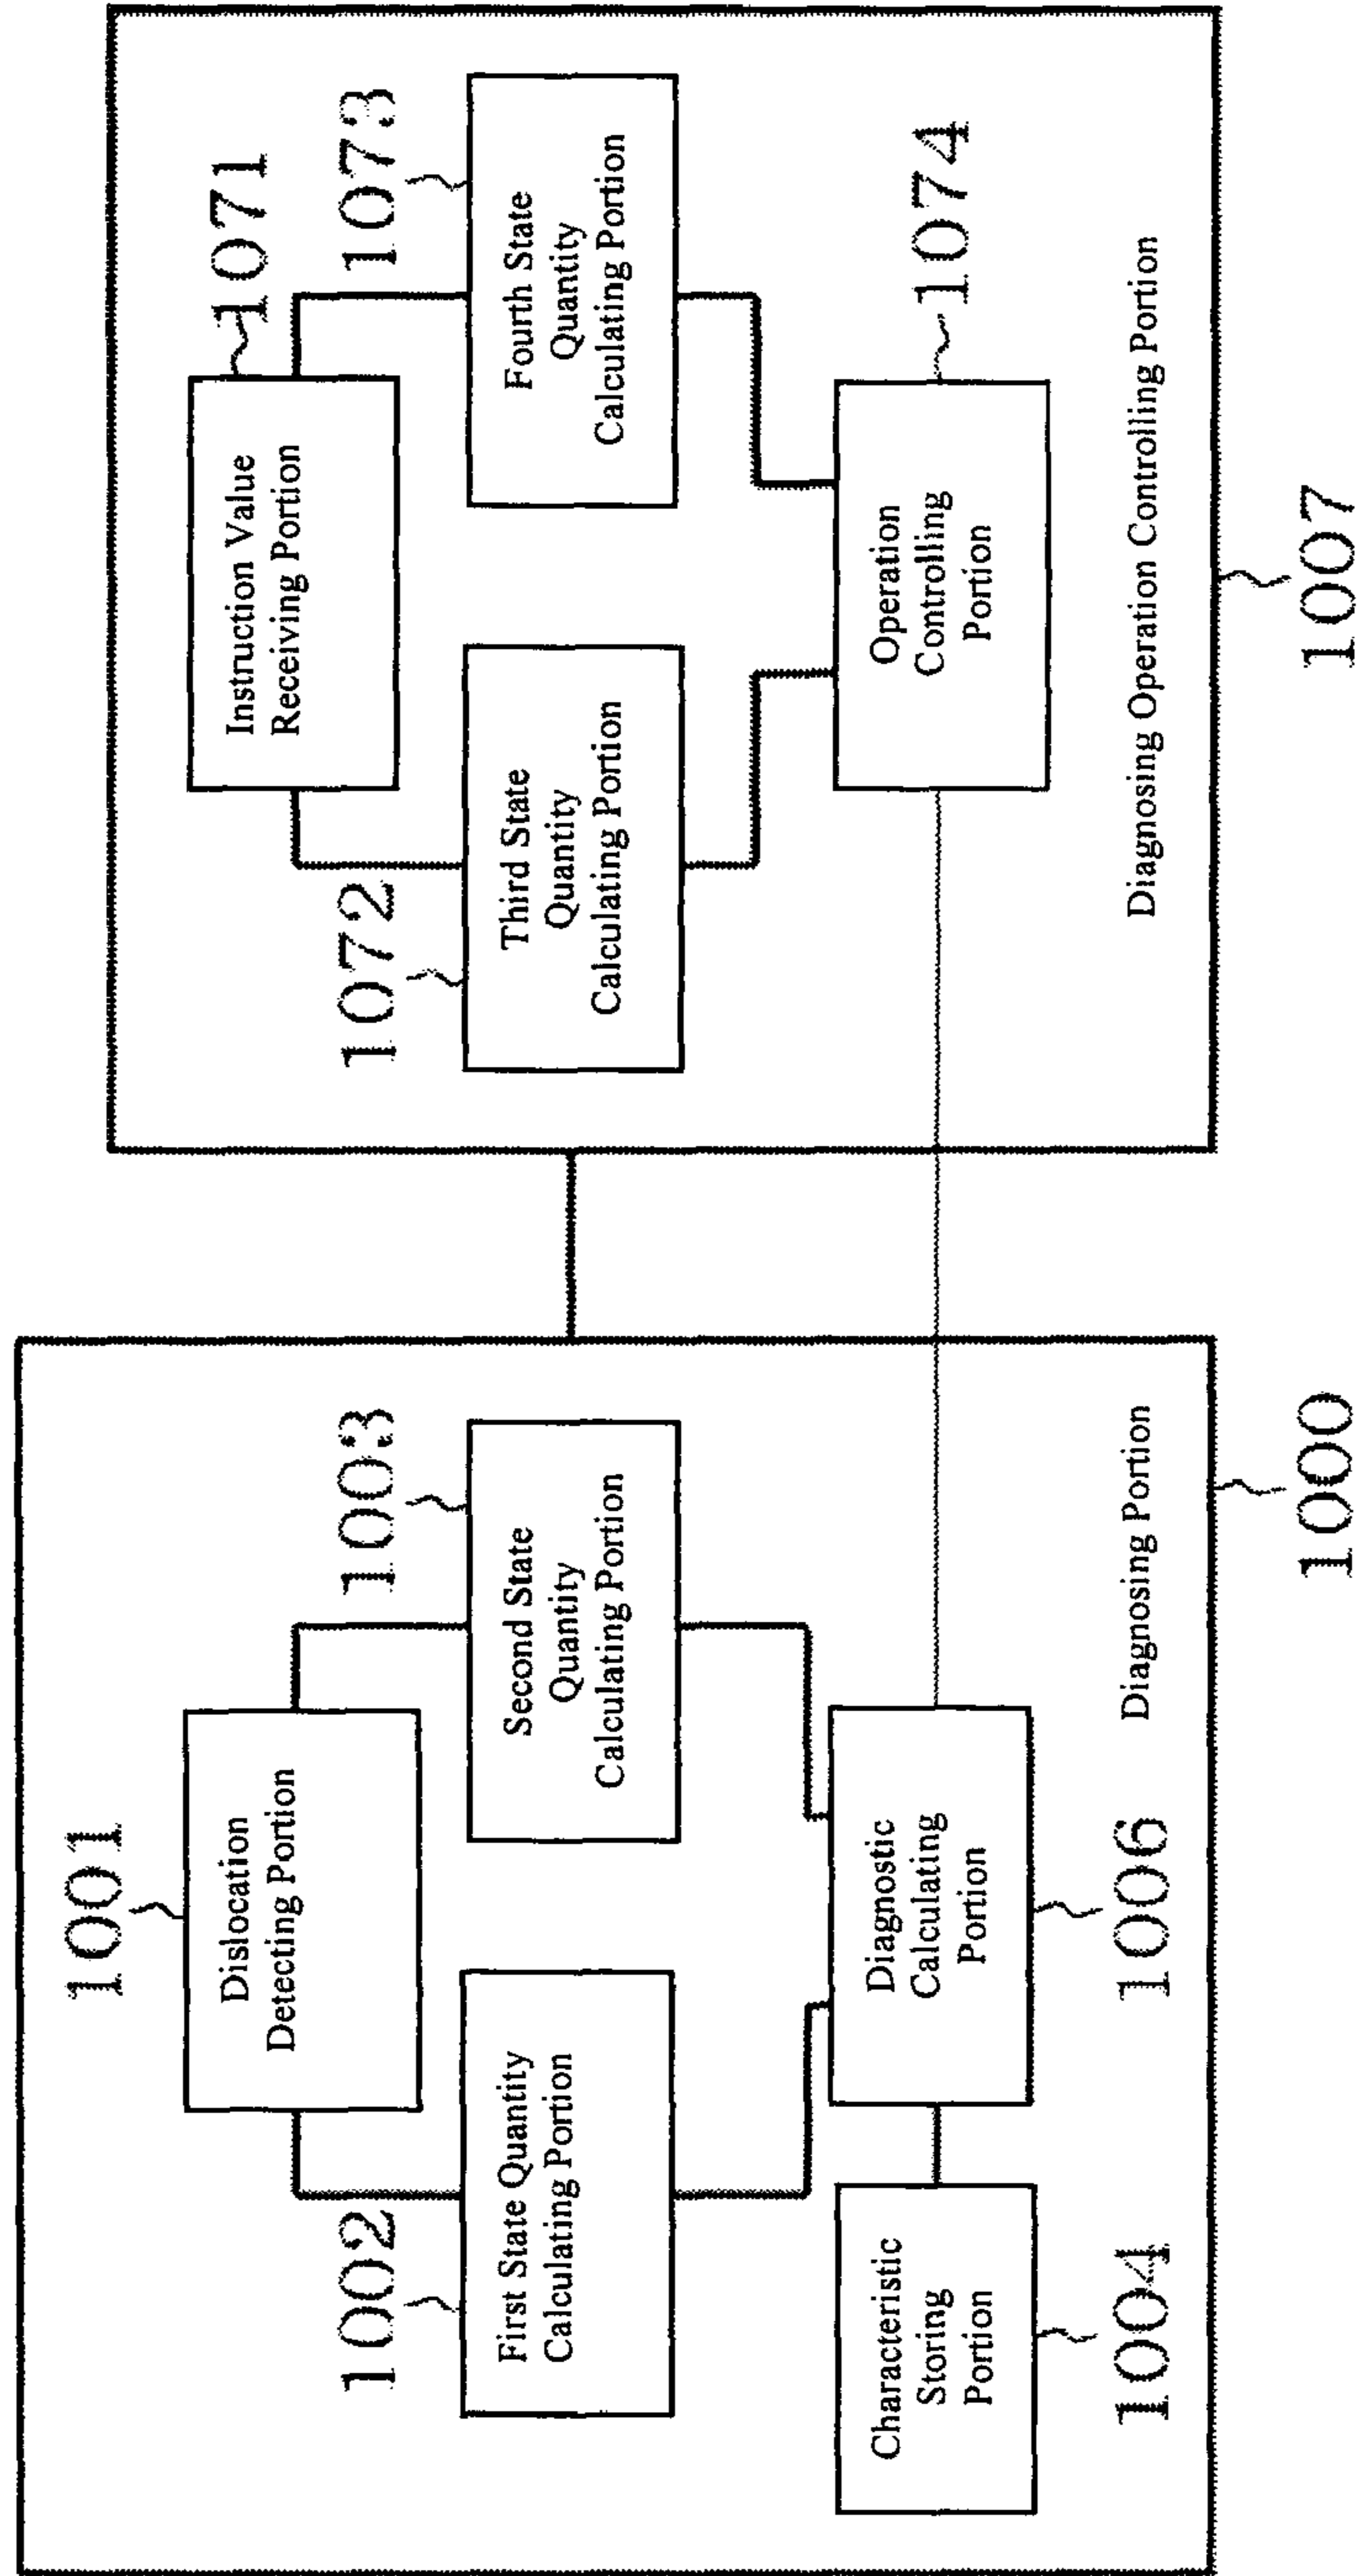 1001
Dislocation
Detecting Portion
1002
First State Quantity
Calculating Portion
1003
Second State
Quantity
Calculating Portion
Characteristic
Storing
Portion
1004
Diagnostic
Calculating
Portion
1006
Diagnosing Portion
1000
Instruction Value
Receiving Portion
1071
1072
Third State
Quantity
Calculating Portion
1073
Fourth State
Quantity
Calculating Portion
Operation
Controlling
Portion
1074
Diagnosing Operation Controlling Portion
1007